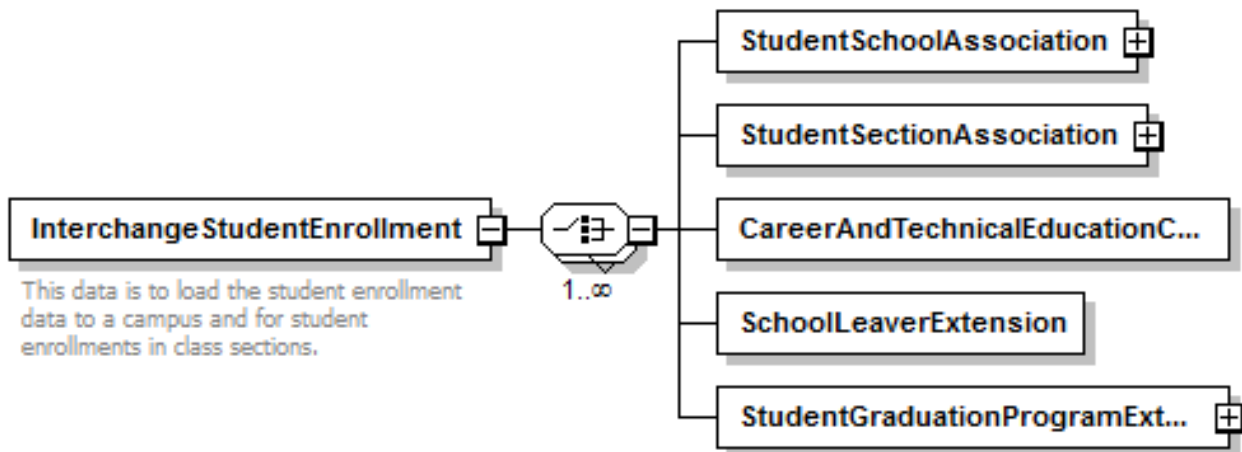 StudentSchoolAssociation
StudentSectionAssociation
InterchangeStudentEnrollment
CareerAndTechnicalEducationC...
This data is to load the student enrollment
data to a campus and for student
enrollments in class sections.
1..∞
SchoolLeaverExtension
StudentGraduationProgramExt...